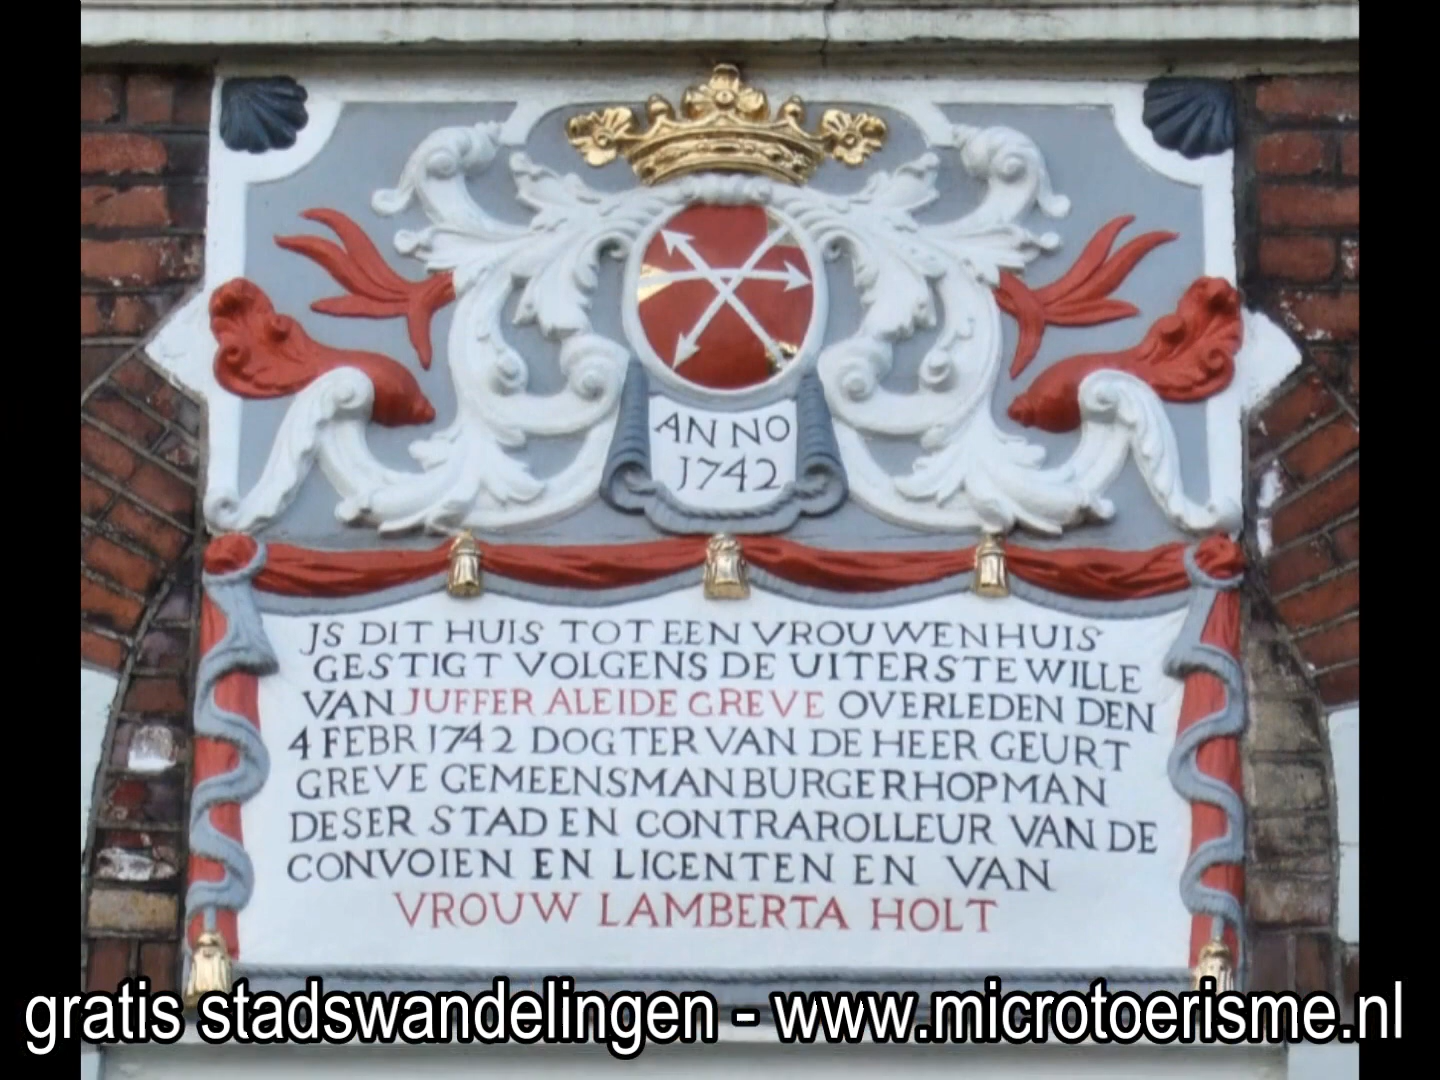 ANNO
1742
JS DIT HUIS TOT EEN VROUWENHUIS
GESTIGT VOLGENS DE UITERSTE WILLE
VAN JUFFER ALEIDE GREVE OVERLEDEN DEN
4 FEBR 1742 DOGTER VAN DE HEER GEURT
GREVE GEMEENSMAN BURGERHOPMAN
DESER STAD EN CONTRAROLLEUR VAN DE
CONVOIEN EN LICENTEN EN VAN
VROUW LAMBERTA HOLT
gratis stadswandelingen - www.microtoerisme.nl